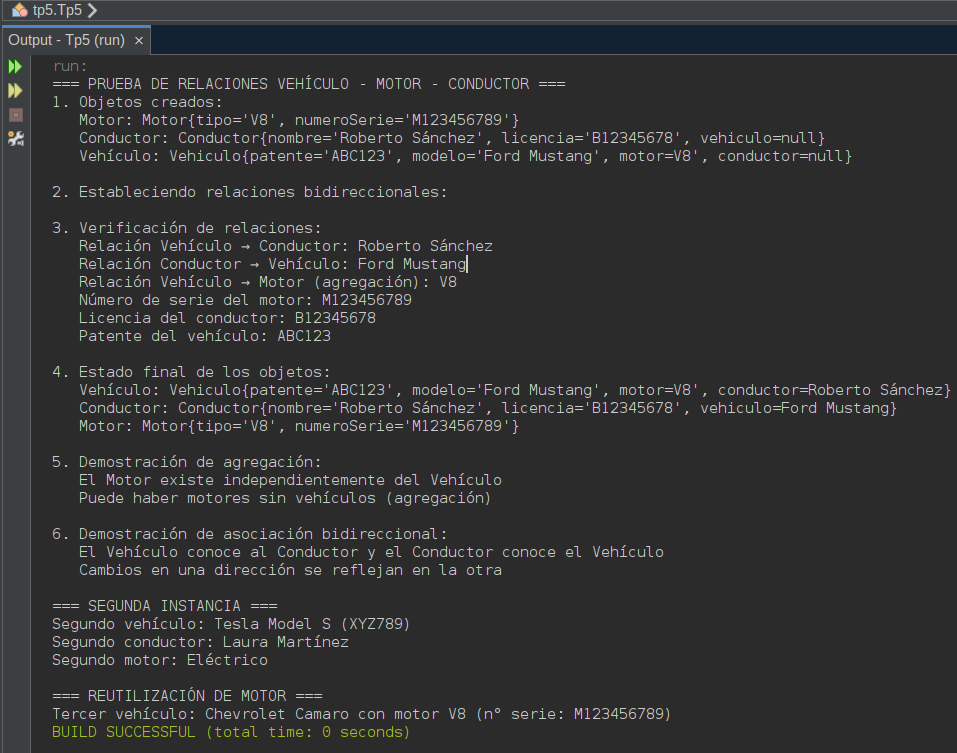 tp5.Tp5
Output - Tp5 (run) ×
run:
=== PRUEBA DE RELACIONES VEHÍCULO - MOTOR - CONDUCTOR ===
1. Objetos creados:
   Motor: Motor{tipo='V8', numeroSerie='M123456789'}
   Conductor: Conductor{nombre='Roberto Sánchez', licencia='B12345678', vehiculo=null}
   Vehículo: Vehiculo{patente='ABC123', modelo='Ford Mustang', motor=V8', conductor=null}

2. Estableciendo relaciones bidireccionales:

3. Verificación de relaciones:
   Relación Vehículo → Conductor: Roberto Sánchez
   Relación Conductor → Vehículo: Ford Mustang
   Relación Vehículo → Motor (agregación): V8
   Número de serie del motor: M123456789
   Licencia del conductor: B12345678
   Patente del vehículo: ABC123

4. Estado final de los objetos:
   Vehículo: Vehiculo{patente='ABC123', modelo='Ford Mustang', motor=V8', conductor=Roberto Sánchez}
   Conductor: Conductor{nombre='Roberto Sánchez', licencia='B12345678', vehiculo=Ford Mustang}
   Motor: Motor{tipo='V8', numeroSerie='M123456789'}

5. Demostración de agregación:
   El Motor existe independientemente del Vehículo
   Puede haber motores sin vehículos (agregación)

6. Demostración de asociación bidireccional:
   El Vehículo conoce al Conductor y el Conductor conoce el Vehículo
   Cambios en una dirección se reflejan en la otra

=== SEGUNDA INSTANCIA ===
Segundo vehículo: Tesla Model S (XYZ789)
Segundo conductor: Laura Martínez
Segundo motor: Eléctrico

=== REUTILIZACIÓN DE MOTOR ===
Tercer vehículo: Chevrolet Camaro con motor V8 (n° serie: M123456789)
BUILD SUCCESSFUL (total time: 0 seconds)